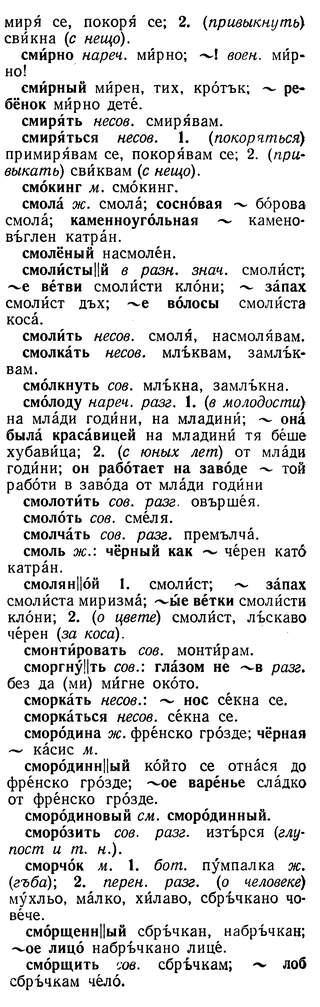 миря́ се, покоря́ се; 2. (привыкнуть)
сви́кна (с нещо).
сми́рно нареч. ми́рно; ~! воен. ми́р-
но!
сми́рный ми́рен, тих, кро́тък; ~ ре-
бёнок ми́рно дете́.
смиря́ть несов. смиря́вам.
смиря́ться несов. 1. (покоряться)
примиря́вам се, покоря́вам се; 2. (при-
выкать) сви́квам (с нещо).
смо́кинг м. смо́кинг.
смола́ ж. смола́; сосно́вая ~ бо́рова
смола́; каменноуго́льная ~ камено-
въ́глен катра́н.
смолёный насмоле́н.
смоли́сты||й в разн. знач. смоли́ст;
~е ве́тви смоли́сти кло́ни; ~ за́пах
смоли́ст дъх; ~е во́лосы смоли́ста
коса́.
смоли́ть несов. смоля́, насмоля́вам.
смолка́ть несов. млъ́квам, замлъ́к-
вам.
смо́лкнуть сов. млъ́кна, замлъ́кна.
смо́лоду нареч. разг. 1. (в молодости)
на мла́ди годи́ни, на младини́; ~ она́
была́ краса́вицей на младини́ тя бе́ше
хубави́ца; 2. (с юных лет) от мла́ди
годи́ни; он рабо́тает на заво́де ~ той
рабо́ти в заво́да от мла́ди годи́ни
смолоти́ть сов. разг. овърше́я.
смоло́ть сов. сме́ля.
смолча́ть сов. разг. премълча́.
смоль ж.: чёрный как ~ че́рен като́
катра́н.
смолян||о́й 1. смоли́ст; ~ за́пах
смоли́ста миризма́; ~ы́е ве́тки смоли́сти
кло́ни; 2. (о цвете) смоли́ст, лъ́скаво
че́рен (за коса).
смонти́ровать сов. монти́рам.
сморгну́||ть сов.: гла́зом не ~в разг.
без да (ми) ми́гне око́то.
сморка́ть несов.: ~ нос се́кна се.
сморка́ться несов. се́кна се.
сморо́дина ж. фре́нско гро́зде; чёрная
~ ка́сис м.
сморо́динн||ый ко́йто се отна́ся до
фре́нско гро́зде; ~ое варе́нье сла́дко
от фре́нско гро́зде.
сморо́диновый см. сморо́динный.
сморо́зить сов. разг. изтъ́рся (глу-
пост и т. н.).
сморчо́к м. 1. бот. пу́мпалка ж.
(гъба); 2. перен. разг. (о человеке)
му́хльо, ма́лко, хи́лаво, сбръ́чкано чо-
ве́че.
смо́рщенн||ый сбръ́чкан, набръ́чкан;
~ое лицо́ набръ́чкано лице́.
смо́рщить сов. сбръ́чкам; ~ лоб
сбръ́чкам чело́.